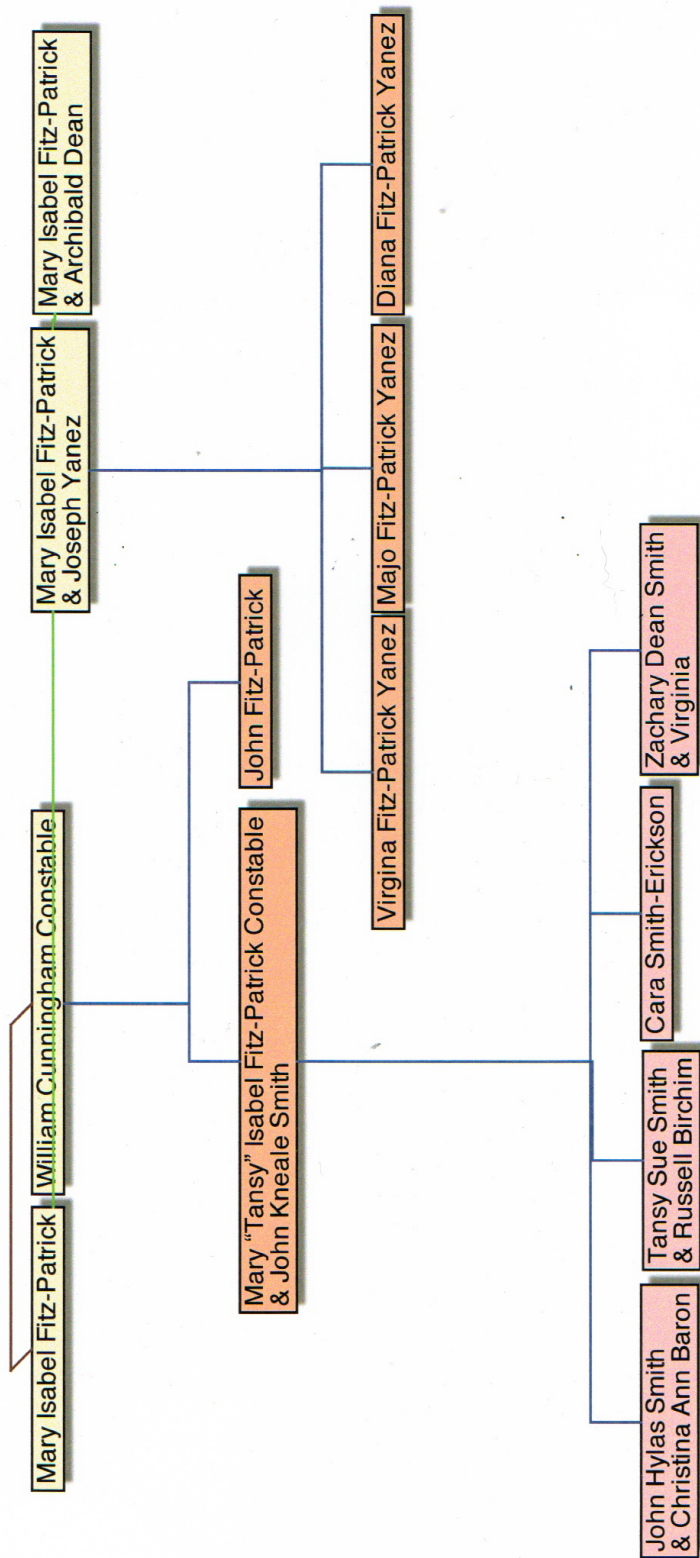 Mary Isabel Fitz-Patrick
William Cunningham Constable
Mary Isabel Fitz-Patrick
& Joseph Yanez
Mary Isabel Fitz-Patrick
& Archibald Dean
Mary “Tansy” Isabel Fitz-Patrick Constable
& John Kneale Smith
John Fitz-Patrick
Virgina Fitz-Patrick Yanez
Majo Fitz-Patrick Yanez
Diana Fitz-Patrick Yanez
John Hylas Smith
& Christina Ann Baron
Tansy Sue Smith
& Russell Birchim
Cara Smith-Erickson
Zachary Dean Smith
& Virginia